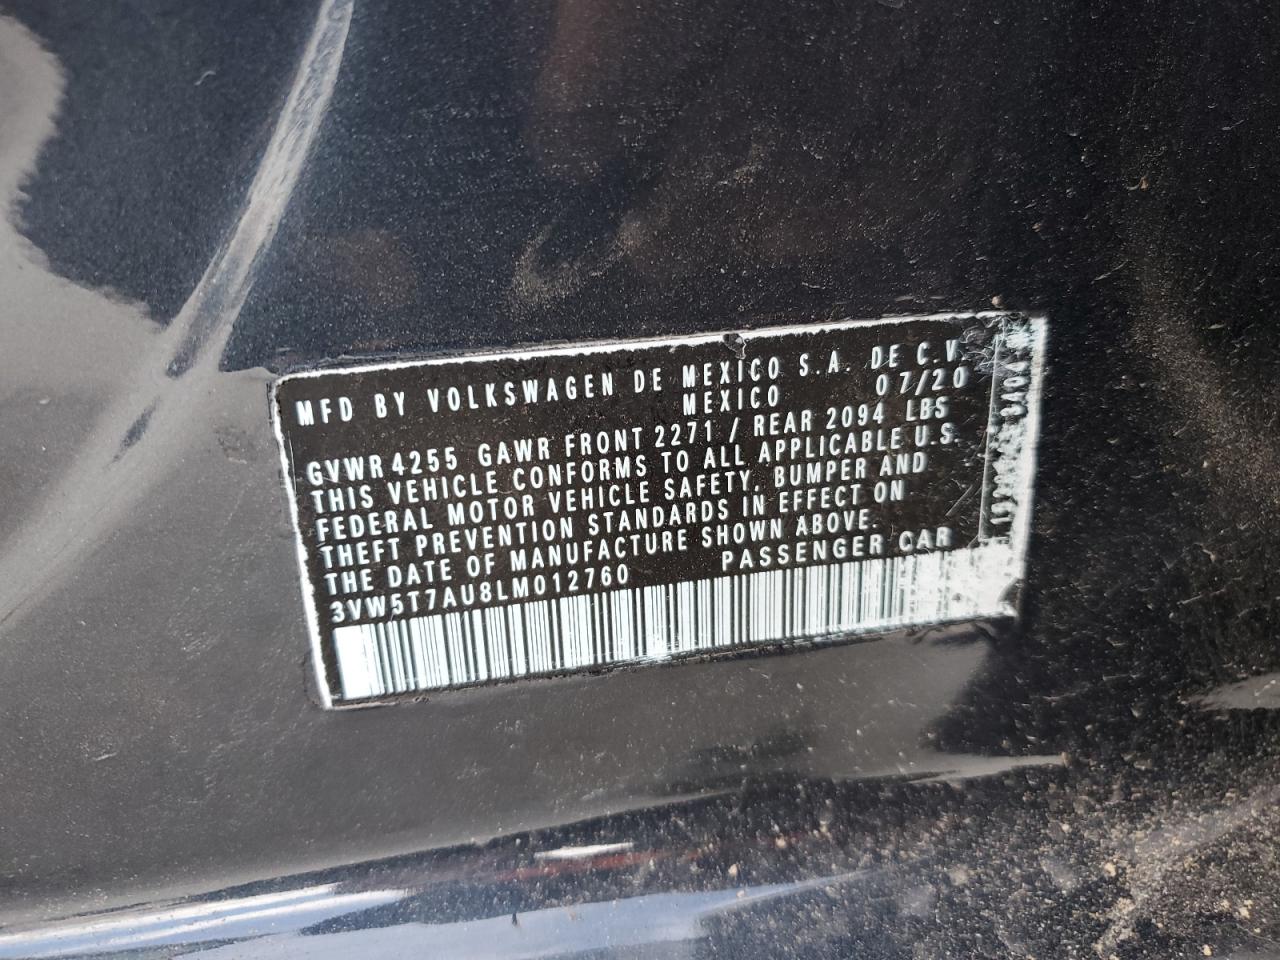 MFD BY VOLKSWAGEN DE MEXICO S.A. DE C.V.
MEXICO 07/20
GVWR 4255 GAWR FRONT 2271 / REAR 2094 LBS
THIS VEHICLE CONFORMS TO ALL APPLICABLE U.S.
FEDERAL MOTOR VEHICLE SAFETY, BUMPER AND
THEFT PREVENTION STANDARDS IN EFFECT ON
THE DATE OF MANUFACTURE SHOWN ABOVE.
3VW5T7AU8LM012760 PASSENGER CAR